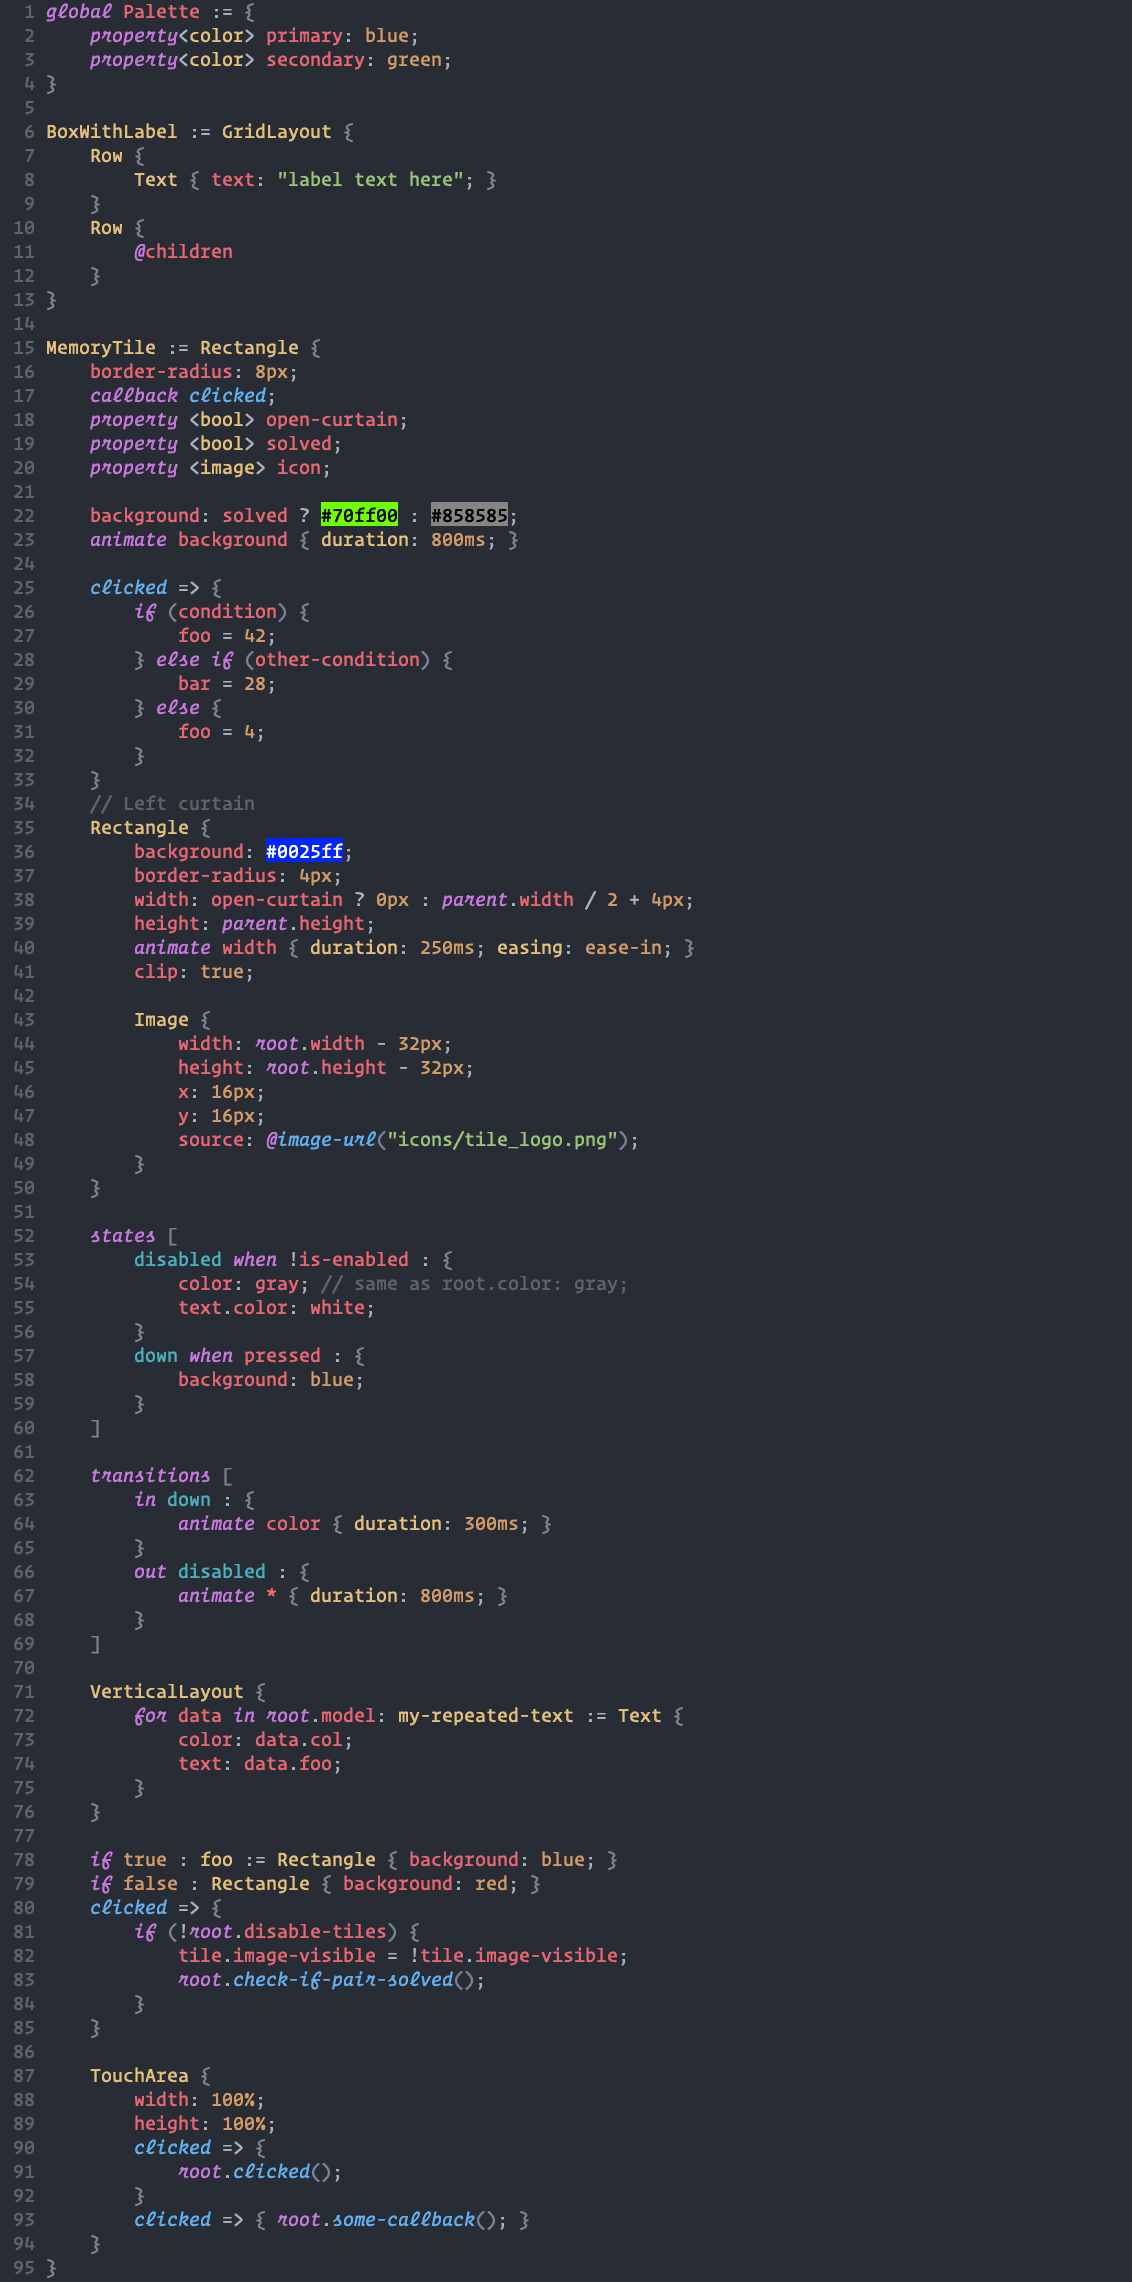 1 global Palette := {
2     property<color> primary: blue;
3     property<color> secondary: green;
4 }
5
6 BoxWithLabel := GridLayout {
7     Row {
8         Text { text: "label text here"; }
9     }
10     Row {
11         @children
12     }
13 }
14
15 MemoryTile := Rectangle {
16     border-radius: 8px;
17     callback clicked;
18     property <bool> open-curtain;
19     property <bool> solved;
20     property <image> icon;
21
22     background: solved ? #70ff00 : #858585;
23     animate background { duration: 800ms; }
24
25     clicked => {
26         if (condition) {
27             foo = 42;
28         } else if (other-condition) {
29             bar = 28;
30         } else {
31             foo = 4;
32         }
33     }
34     // Left curtain
35     Rectangle {
36         background: #0025ff;
37         border-radius: 4px;
38         width: open-curtain ? 0px : parent.width / 2 + 4px;
39         height: parent.height;
40         animate width { duration: 250ms; easing: ease-in; }
41         clip: true;
42
43         Image {
44             width: root.width - 32px;
45             height: root.height - 32px;
46             x: 16px;
47             y: 16px;
48             source: @image-url("icons/tile_logo.png");
49         }
50     }
51
52     states [
53         disabled when !is-enabled : {
54             color: gray; // same as root.color: gray;
55             text.color: white;
56         }
57         down when pressed : {
58             background: blue;
59         }
60     ]
61
62     transitions [
63         in down : {
64             animate color { duration: 300ms; }
65         }
66         out disabled : {
67             animate * { duration: 800ms; }
68         }
69     ]
70
71     VerticalLayout {
72         for data in root.model: my-repeated-text := Text {
73             color: data.col;
74             text: data.foo;
75         }
76     }
77
78     if true : foo := Rectangle { background: blue; }
79     if false : Rectangle { background: red; }
80     clicked => {
81         if (!root.disable-tiles) {
82             tile.image-visible = !tile.image-visible;
83             root.check-if-pair-solved();
84         }
85     }
86
87     TouchArea {
88         width: 100%;
89         height: 100%;
90         clicked => {
91             root.clicked();
92         }
93         clicked => { root.some-callback(); }
94     }
95 }